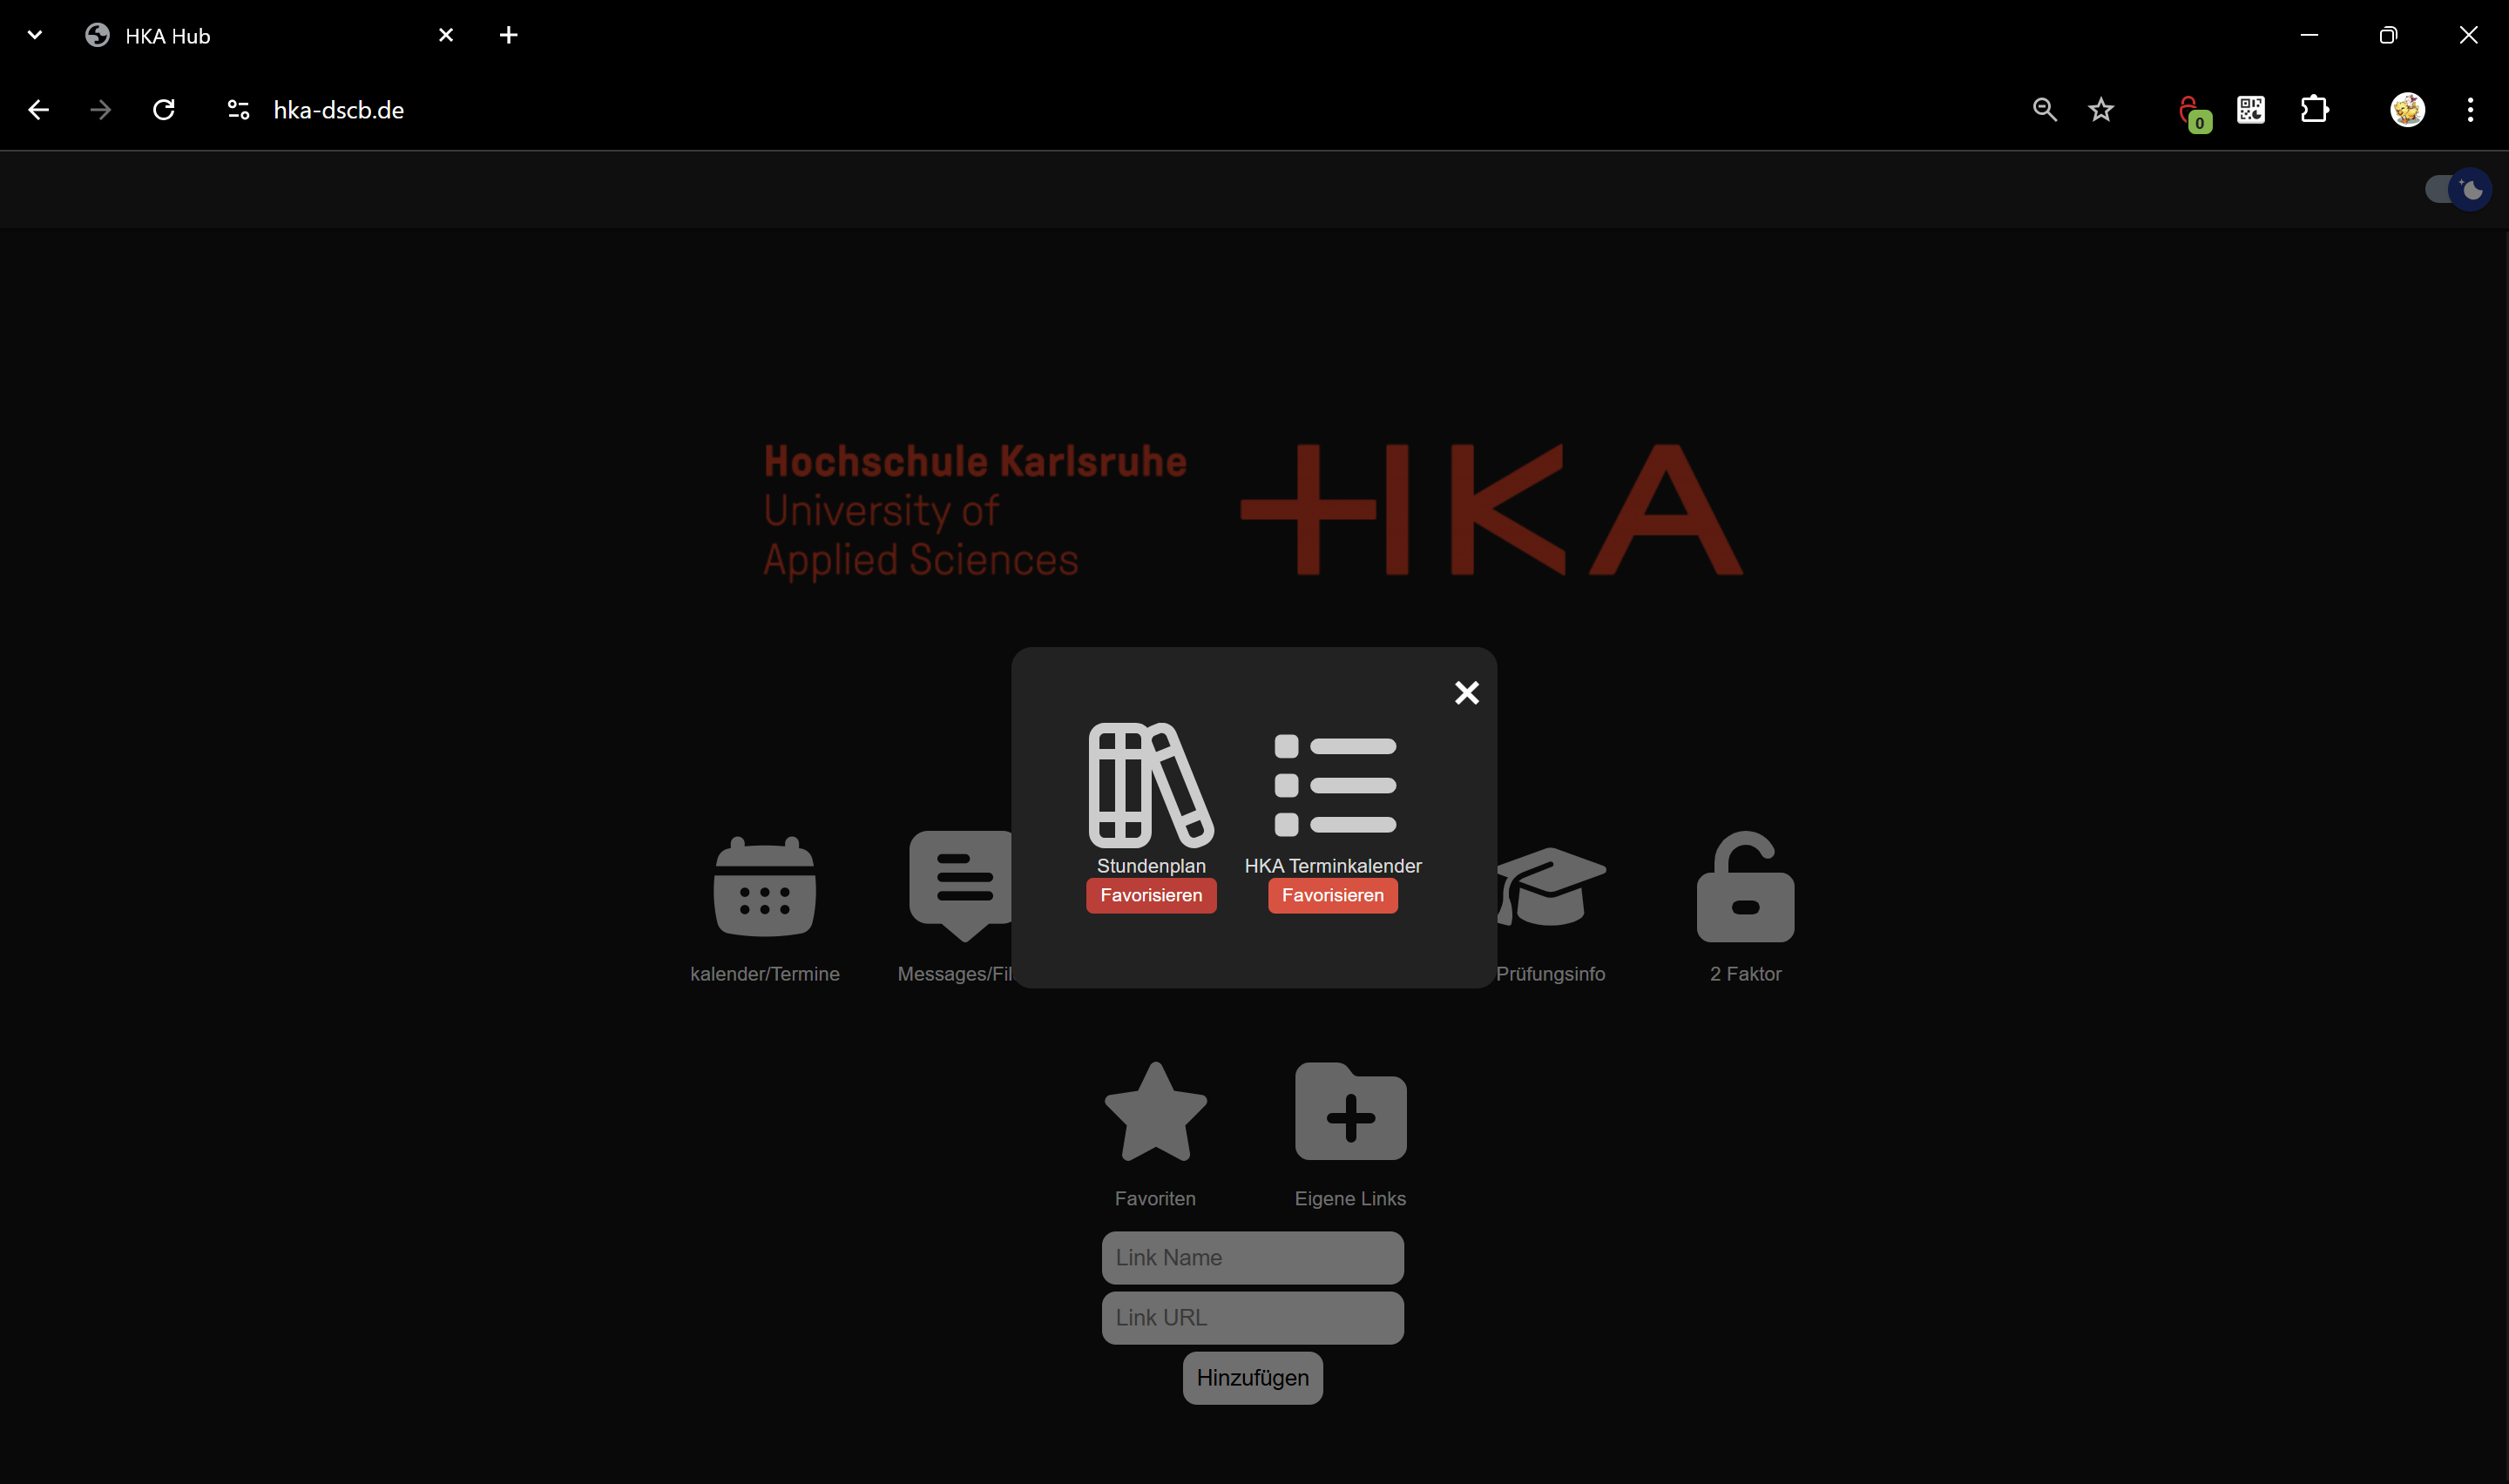 HKA Hub
hka-dscb.de
0
Hochschule Karlsruhe
University of
Applied Sciences
HKA
Stundenplan
HKA Terminkalender
Favorisieren
Favorisieren
kalender/Termine
Messages/Fil
Prüfungsinfo
2 Faktor
Favoriten
Eigene Links
Link Name
Link URL
Hinzufügen